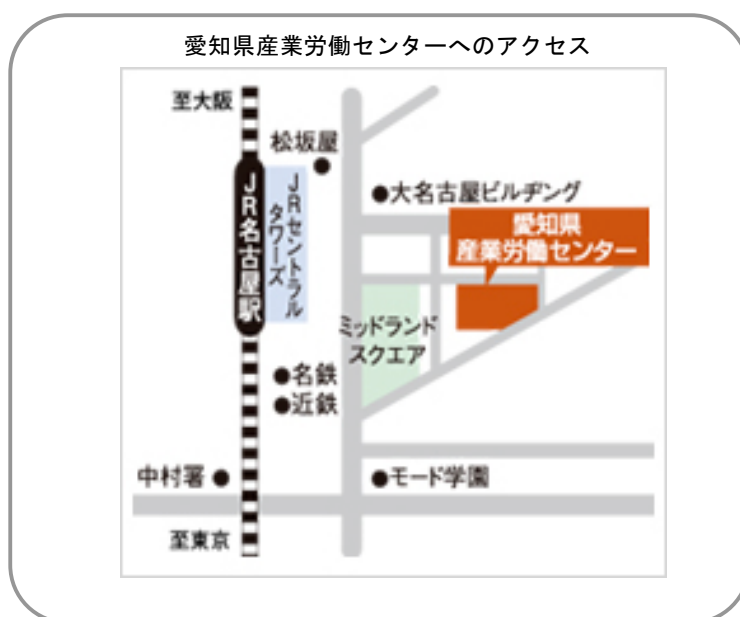 愛知県産業労働センターへのアクセス
至大阪
松坂屋
JR名古屋駅
JRセントラル
タワーズ
大名古屋ビルヂング
愛知県
産業労働センター
ミッドランド
スクエア
名鉄
近鉄
中村署
モード学園
至東京